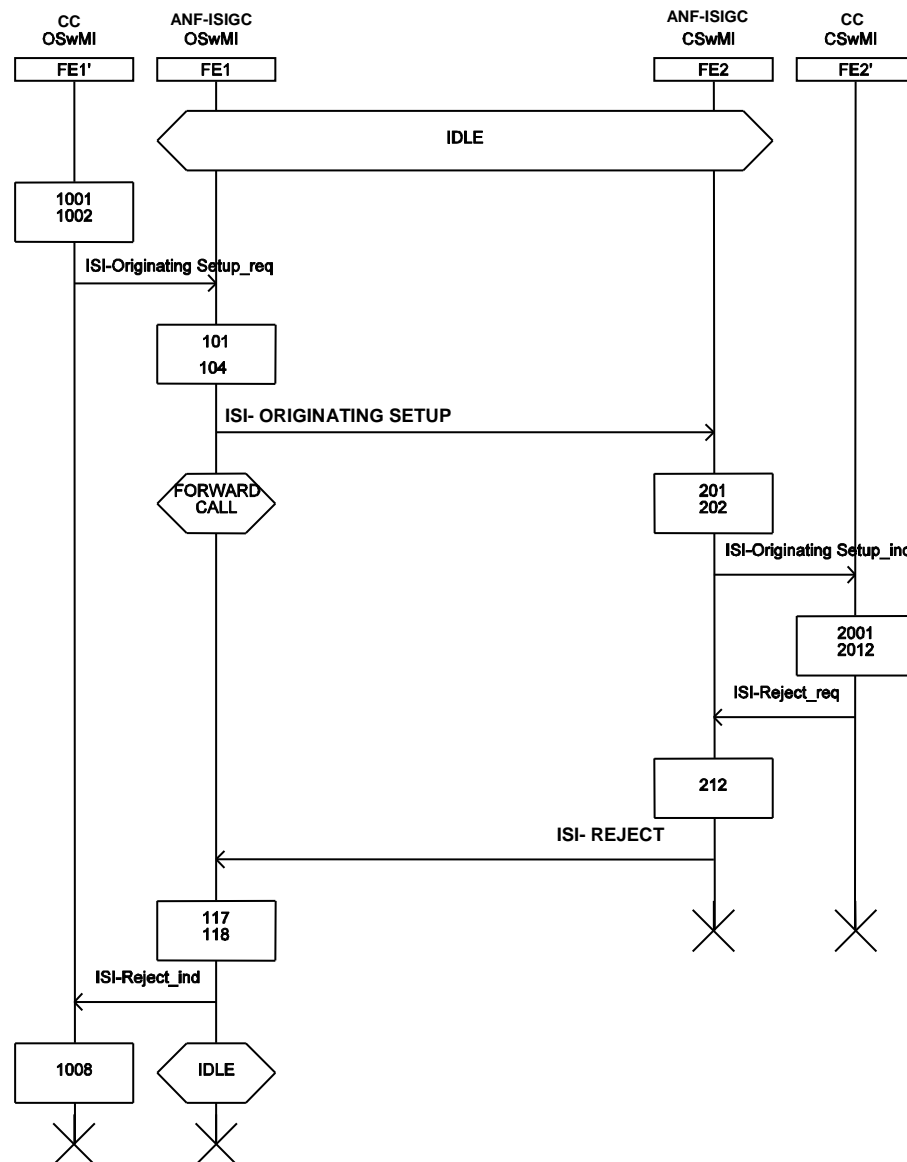 CC
OSwMI
ANF-ISIGC
OSwMI
ANF-ISIGC
CSwMI
CC
CSwMI
FE1'
FE1
FE2
FE2'
IDLE
1001
1002
ISI-Originating Setup_req
101
104
ISI- ORIGINATING SETUP
FORWARD
CALL
201
202
ISI-Originating Setup_ind
2001
2012
ISI-Reject_req
212
ISI- REJECT
117
118
ISI-Reject_ind
1008
IDLE